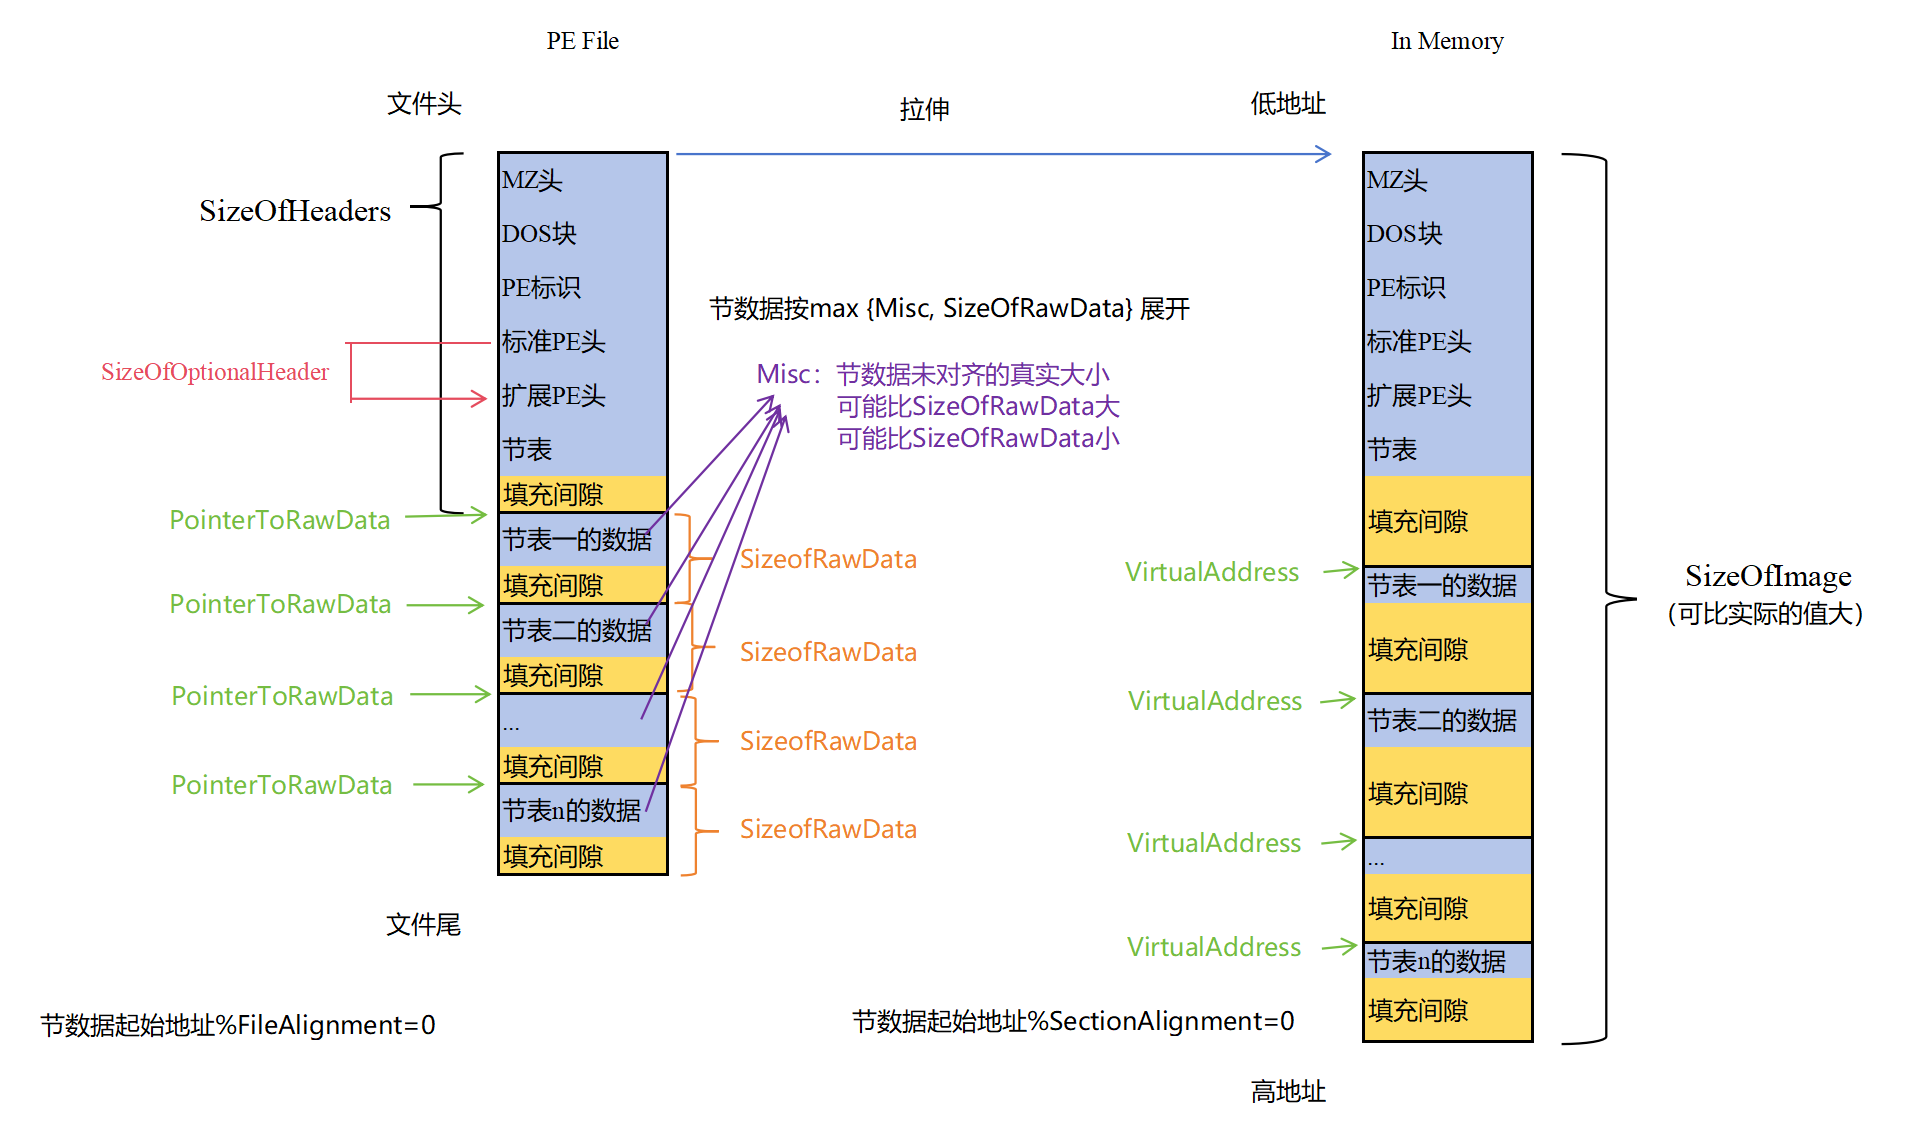 PE File
In Memory
文件头
拉伸
低地址
SizeOfHeaders
MZ头
DOS块
PE标识
标准PE头
扩展PE头
节表
填充间隙
节表一的数据
填充间隙
节表二的数据
填充间隙
...
填充间隙
节表n的数据
填充间隙
SizeOfOptionalHeader
PointerToRawData
PointerToRawData
PointerToRawData
PointerToRawData
文件尾
节数据起始地址%FileAlignment=0
节数据按max {Misc, SizeOfRawData} 展开
Misc：节数据未对齐的真实大小
可能比SizeOfRawData大
可能比SizeOfRawData小
SizeofRawData
SizeofRawData
SizeofRawData
SizeofRawData
VirtualAddress
VirtualAddress
VirtualAddress
VirtualAddress
节数据起始地址%SectionAlignment=0
MZ头
DOS块
PE标识
标准PE头
扩展PE头
节表
填充间隙
节表一的数据
填充间隙
节表二的数据
填充间隙
...
填充间隙
节表n的数据
填充间隙
高地址
SizeOfImage
（可比实际的值大）